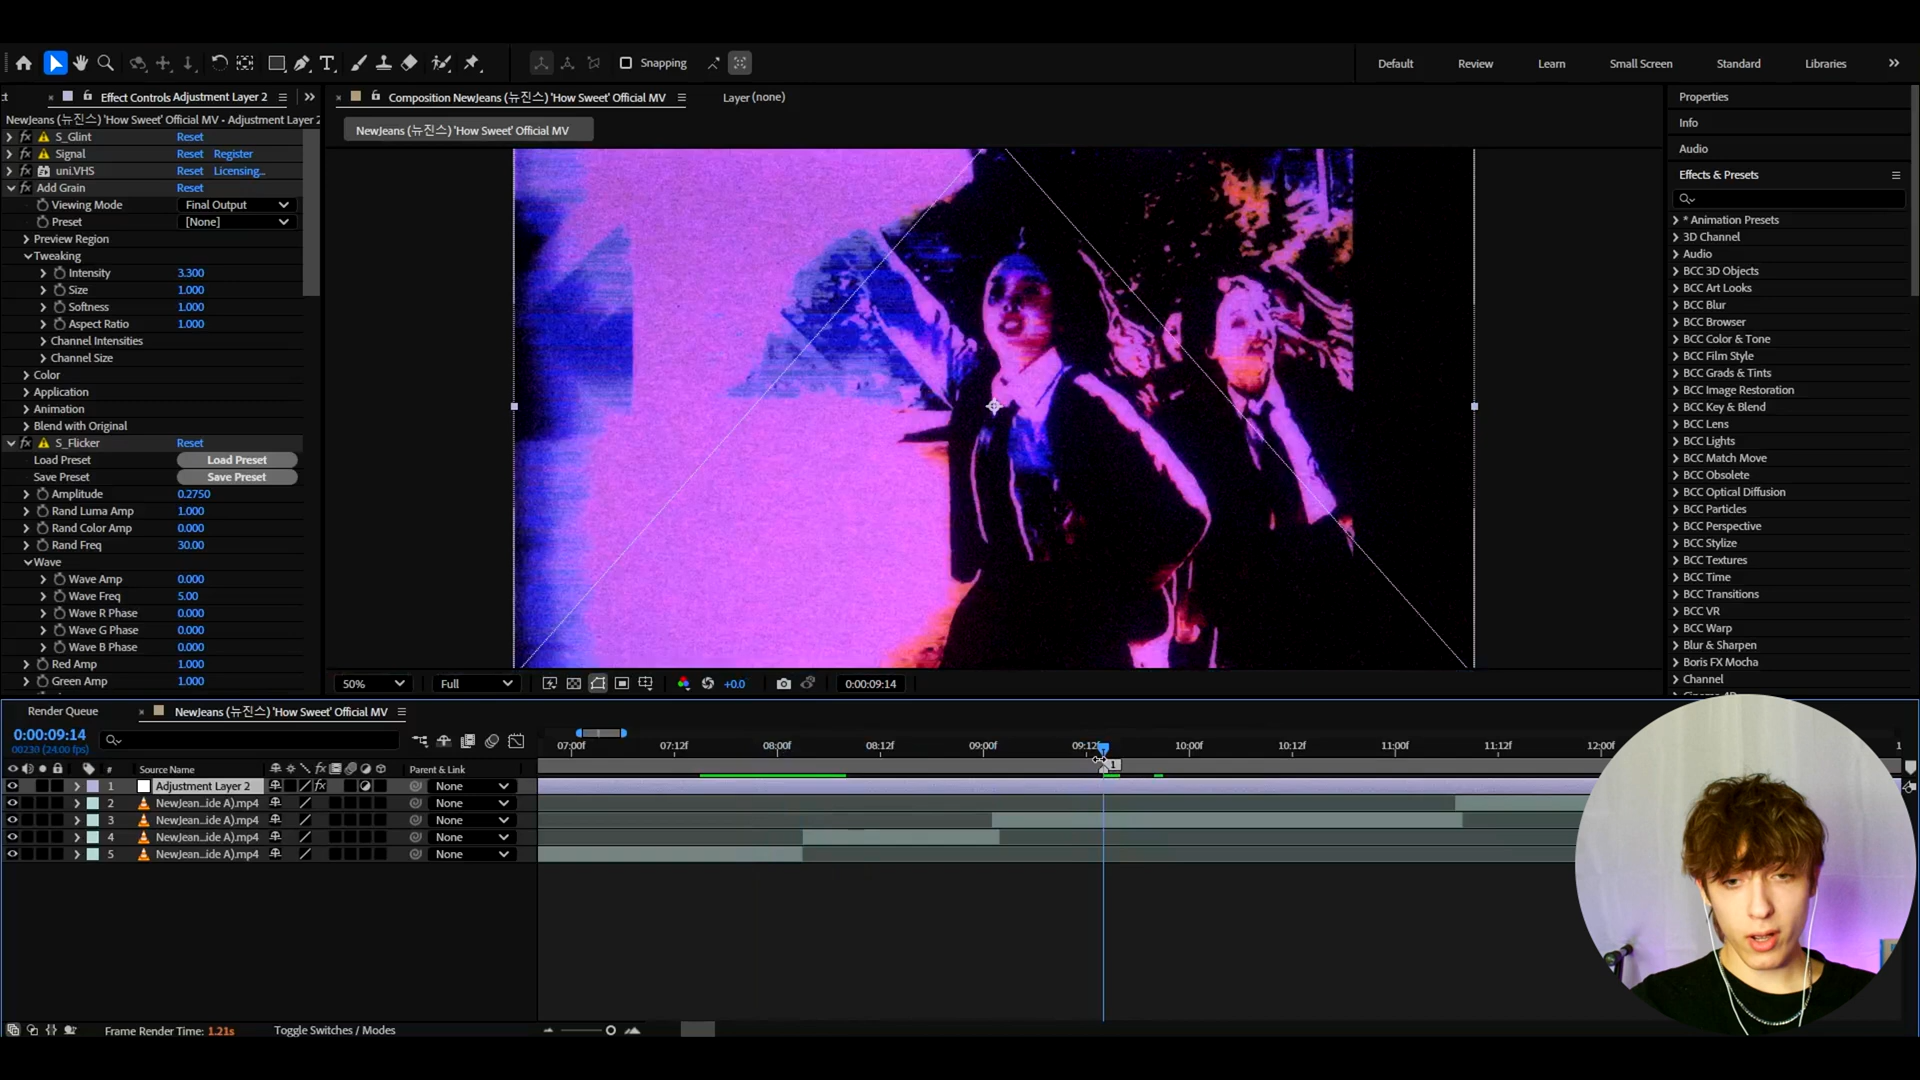 Snapping
Default
Review
Learn
Small Screen
Standard
Libraries
Effect Controls Adjustment Layer 2
NewJeans (뉴진스) 'How Sweet' Official MV - Adjustment Layer 2
S_Glint Reset
Signal Reset Register
uni.VHS Reset Licensing...
Add Grain Reset
Viewing Mode Final Output
Preset [None]
Preview Region
Tweaking
Intensity 3.300
Size 1.000
Softness 1.000
Aspect Ratio 1.000
Channel Intensities
Channel Size
Color
Application
Animation
Blend with Original
S_Flicker Reset
Load Preset Load Preset
Save Preset Save Preset
Amplitude 0.2750
Rand Luma Amp 1.000
Rand Color Amp 0.000
Rand Freq 30.00
Wave
Wave Amp 0.000
Wave Freq 5.00
Wave R Phase 0.000
Wave G Phase 0.000
Wave B Phase 0.000
Red Amp 1.000
Green Amp 1.000
Composition NewJeans (뉴진스) 'How Sweet' Official MV
Layer (none)
NewJeans (뉴진스) 'How Sweet' Official MV
50%
Full
+0.0
0:00:09:14
Properties
Info
Audio
Effects & Presets
* Animation Presets
3D Channel
Audio
BCC 3D Objects
BCC Art Looks
BCC Blur
BCC Browser
BCC Color & Tone
BCC Film Style
BCC Grads & Tints
BCC Image Restoration
BCC Key & Blend
BCC Lens
BCC Lights
BCC Match Move
BCC Obsolete
BCC Optical Diffusion
BCC Particles
BCC Perspective
BCC Stylize
BCC Textures
BCC Time
BCC Transitions
BCC VR
BCC Warp
Blur & Sharpen
Boris FX Mocha
Channel
Render Queue
NewJeans (뉴진스) 'How Sweet' Official MV
0:00:09:14
00230 (24.00 fps)
07:00f 07:12f 08:00f 08:12f 09:00f 09:12f 10:00f 10:12f 11:00f 11:12f 12:00f
1
# Source Name Parent & Link
1 Adjustment Layer 2 None
2 NewJean...ide A).mp4 None
3 NewJean...ide A).mp4 None
4 NewJean...ide A).mp4 None
5 NewJean...ide A).mp4 None
Frame Render Time: 1.21s
Toggle Switches / Modes